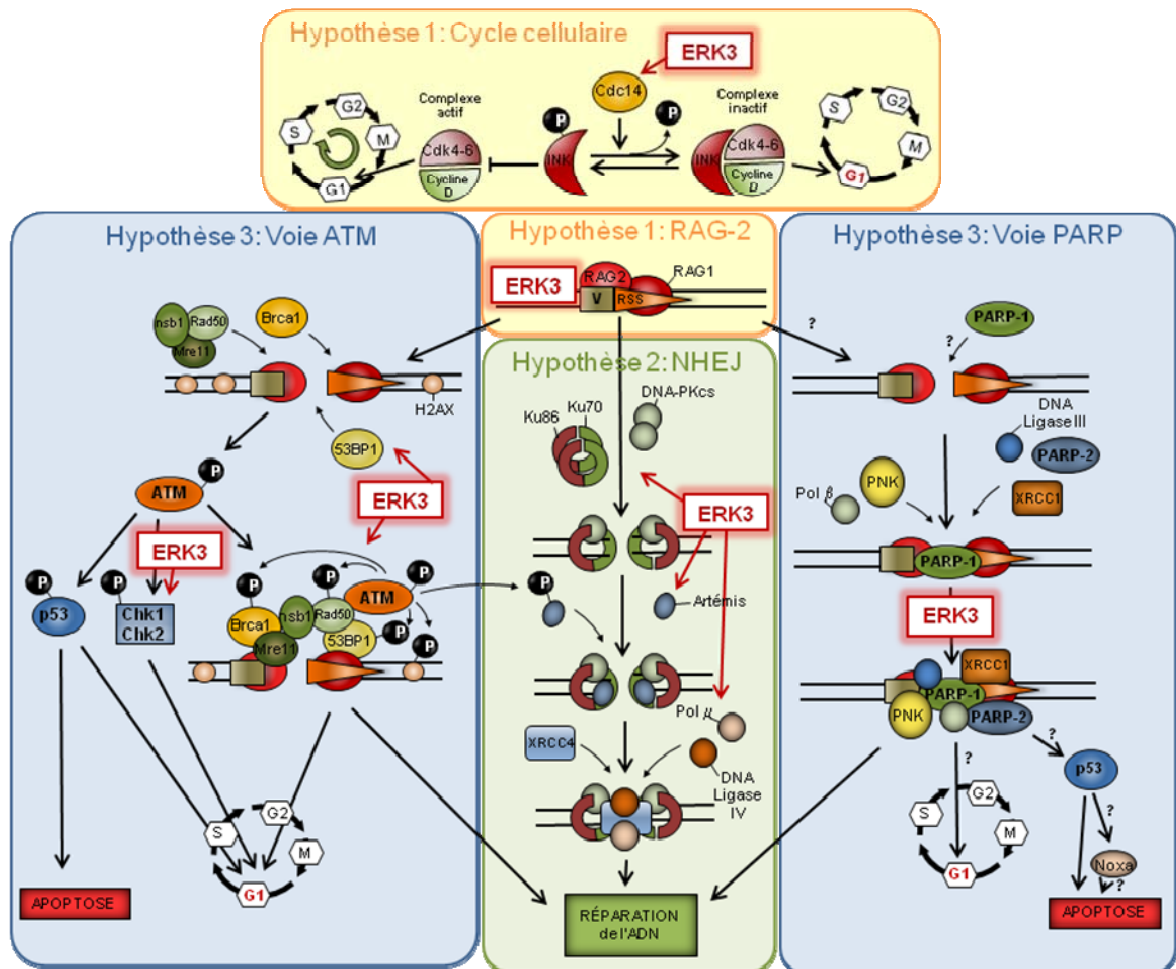 Hypothèse 1: Cycle cellulaire
ERK3
Cdc14
Complexe
actif
Complexe
inactif
P
P
G2
S
M
G1
Cdk4-6
Cycline
D
INK
INK
Cdk4-6
Cycline
D
S
G2
M
G1
Hypothèse 3: Voie ATM
nsb1
Rad50
Mre11
Brca1
H2AX
53BP1
P
ATM
ERK3
ERK3
P
p53
P
Chk1
Chk2
P
P
P
ATM
nsb1
Rad50
Brca1
Mre11
53BP1
P
P
S
G2
M
G1
APOPTOSE
Hypothèse 1: RAG-2
ERK3
RAG2
RAG1
V
RSS
Hypothèse 2: NHEJ
DNA-PKcs
Ku70
Ku86
ERK3
P
Artémis
Pol µ
XRCC4
DNA
Ligase
IV
RÉPARATION
de l'ADN
Hypothèse 3: Voie PARP
?
PARP-1
?
DNA
Ligase III
PARP-2
PNK
Pol β
XRCC1
PARP-1
ERK3
XRCC1
PARP-1
PNK
PARP-2
?
?
p53
S
G2
M
G1
?
Noxa
?
APOPTOSE